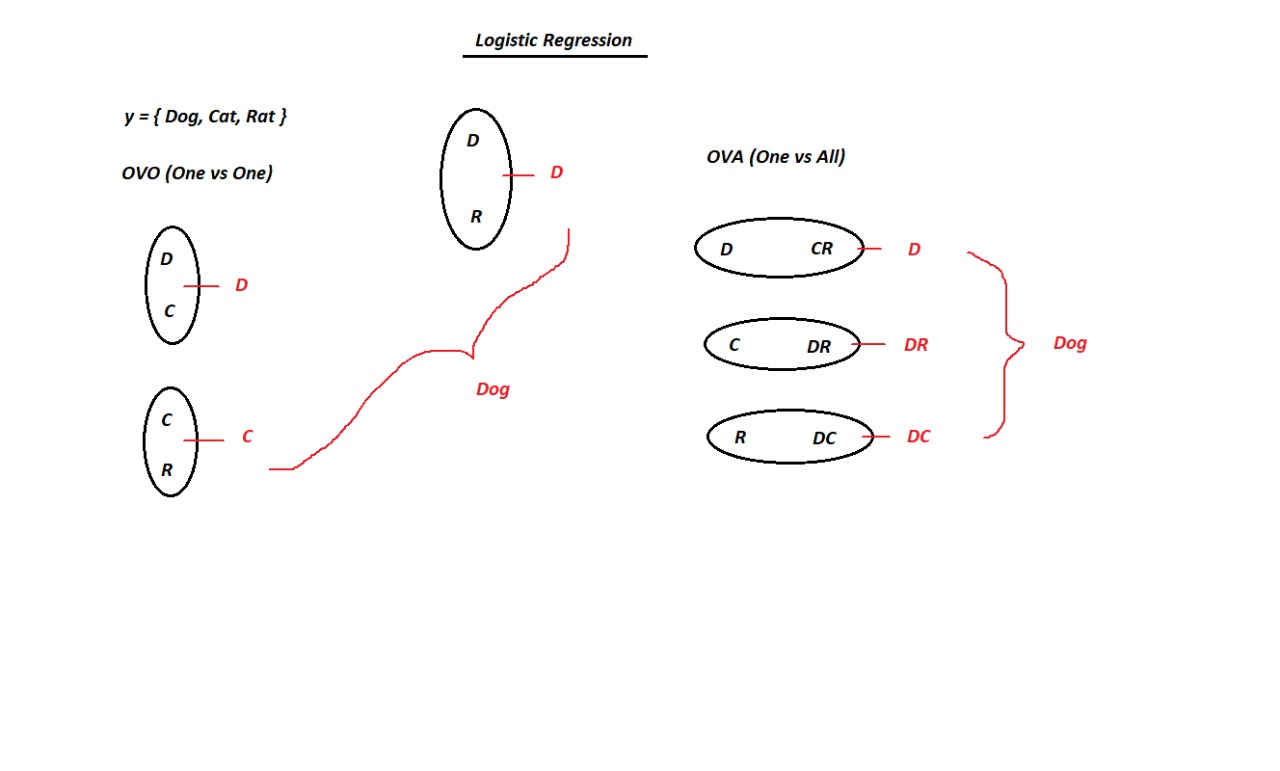 Logistic Regression
y = { Dog, Cat, Rat }
OVO (One vs One)
D
C
D
C
R
C
D
R
D
Dog
OVA (One vs All)
D CR D
C DR DR
R DC DC
Dog